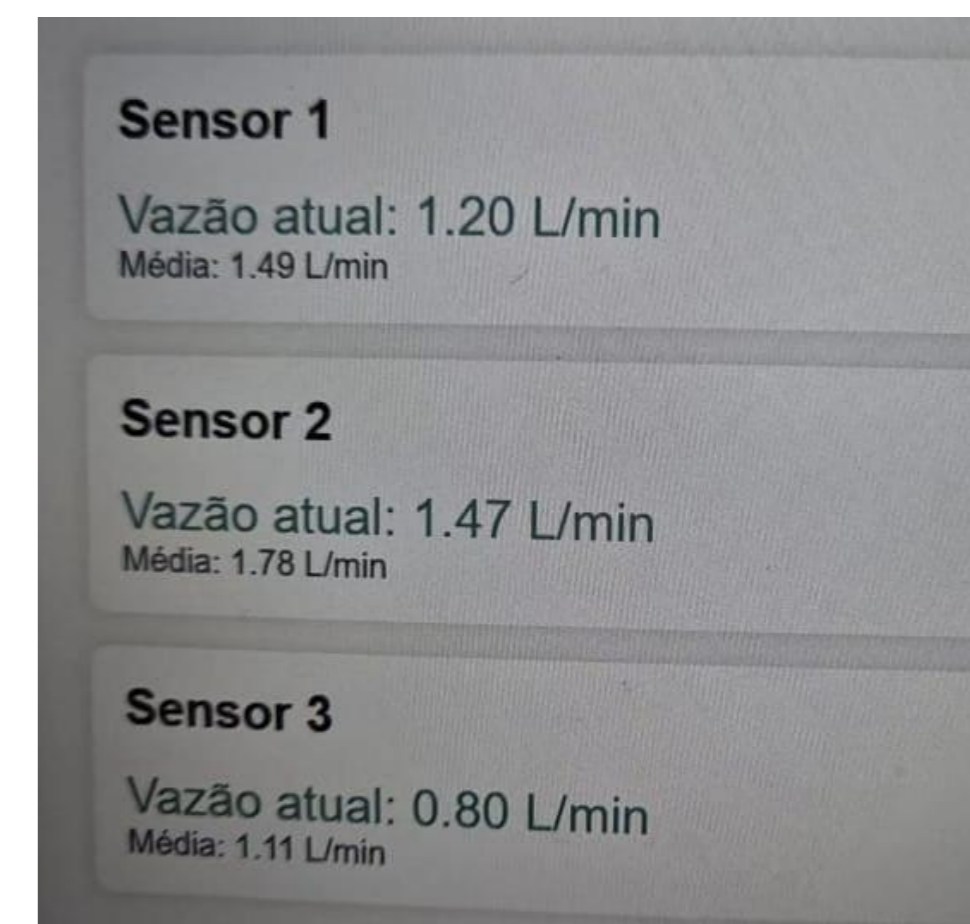 Sensor 1
Vazão atual: 1.20 L/min
Média: 1.49 L/min
Sensor 2
Vazão atual: 1.47 L/min
Média: 1.78 L/min
Sensor 3
Vazão atual: 0.80 L/min
Média: 1.11 L/min